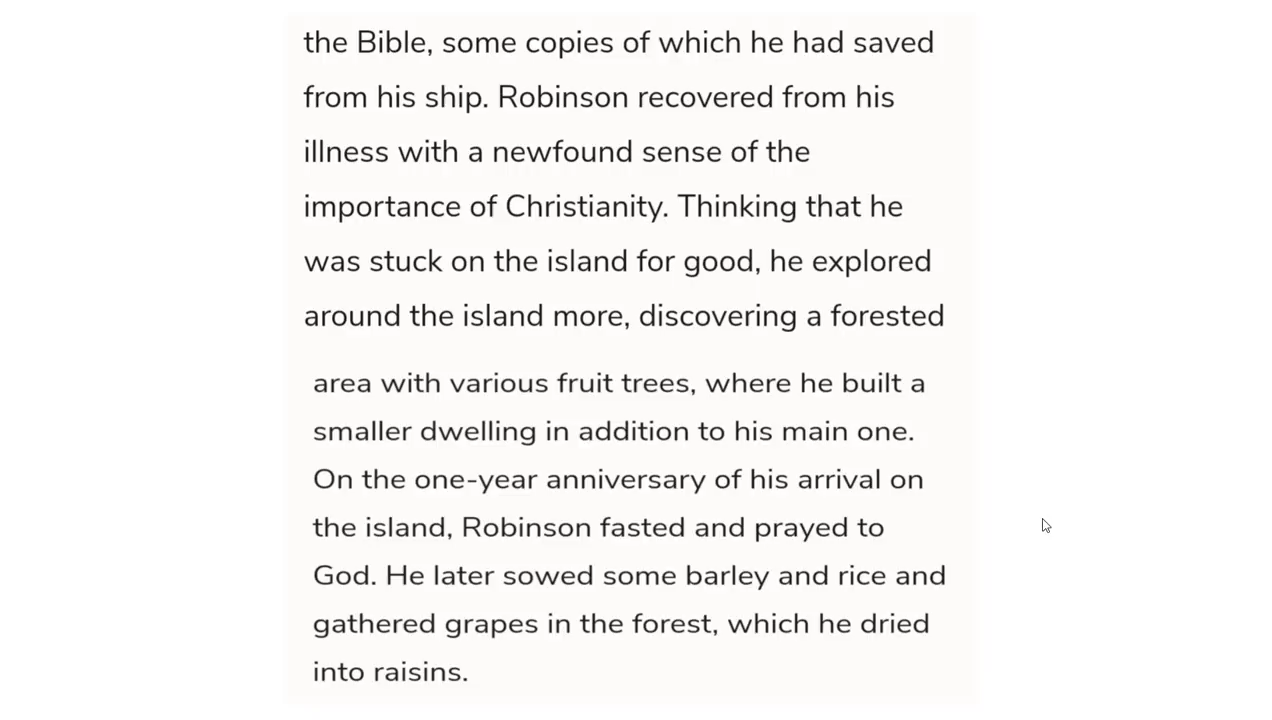 the Bible, some copies of which he had saved
from his ship. Robinson recovered from his
illness with a newfound sense of the
importance of Christianity. Thinking that he
was stuck on the island for good, he explored
around the island more, discovering a forested
area with various fruit trees, where he built a
smaller dwelling in addition to his main one.
On the one-year anniversary of his arrival on
the island, Robinson fasted and prayed to
God. He later sowed some barley and rice and
gathered grapes in the forest, which he dried
into raisins.